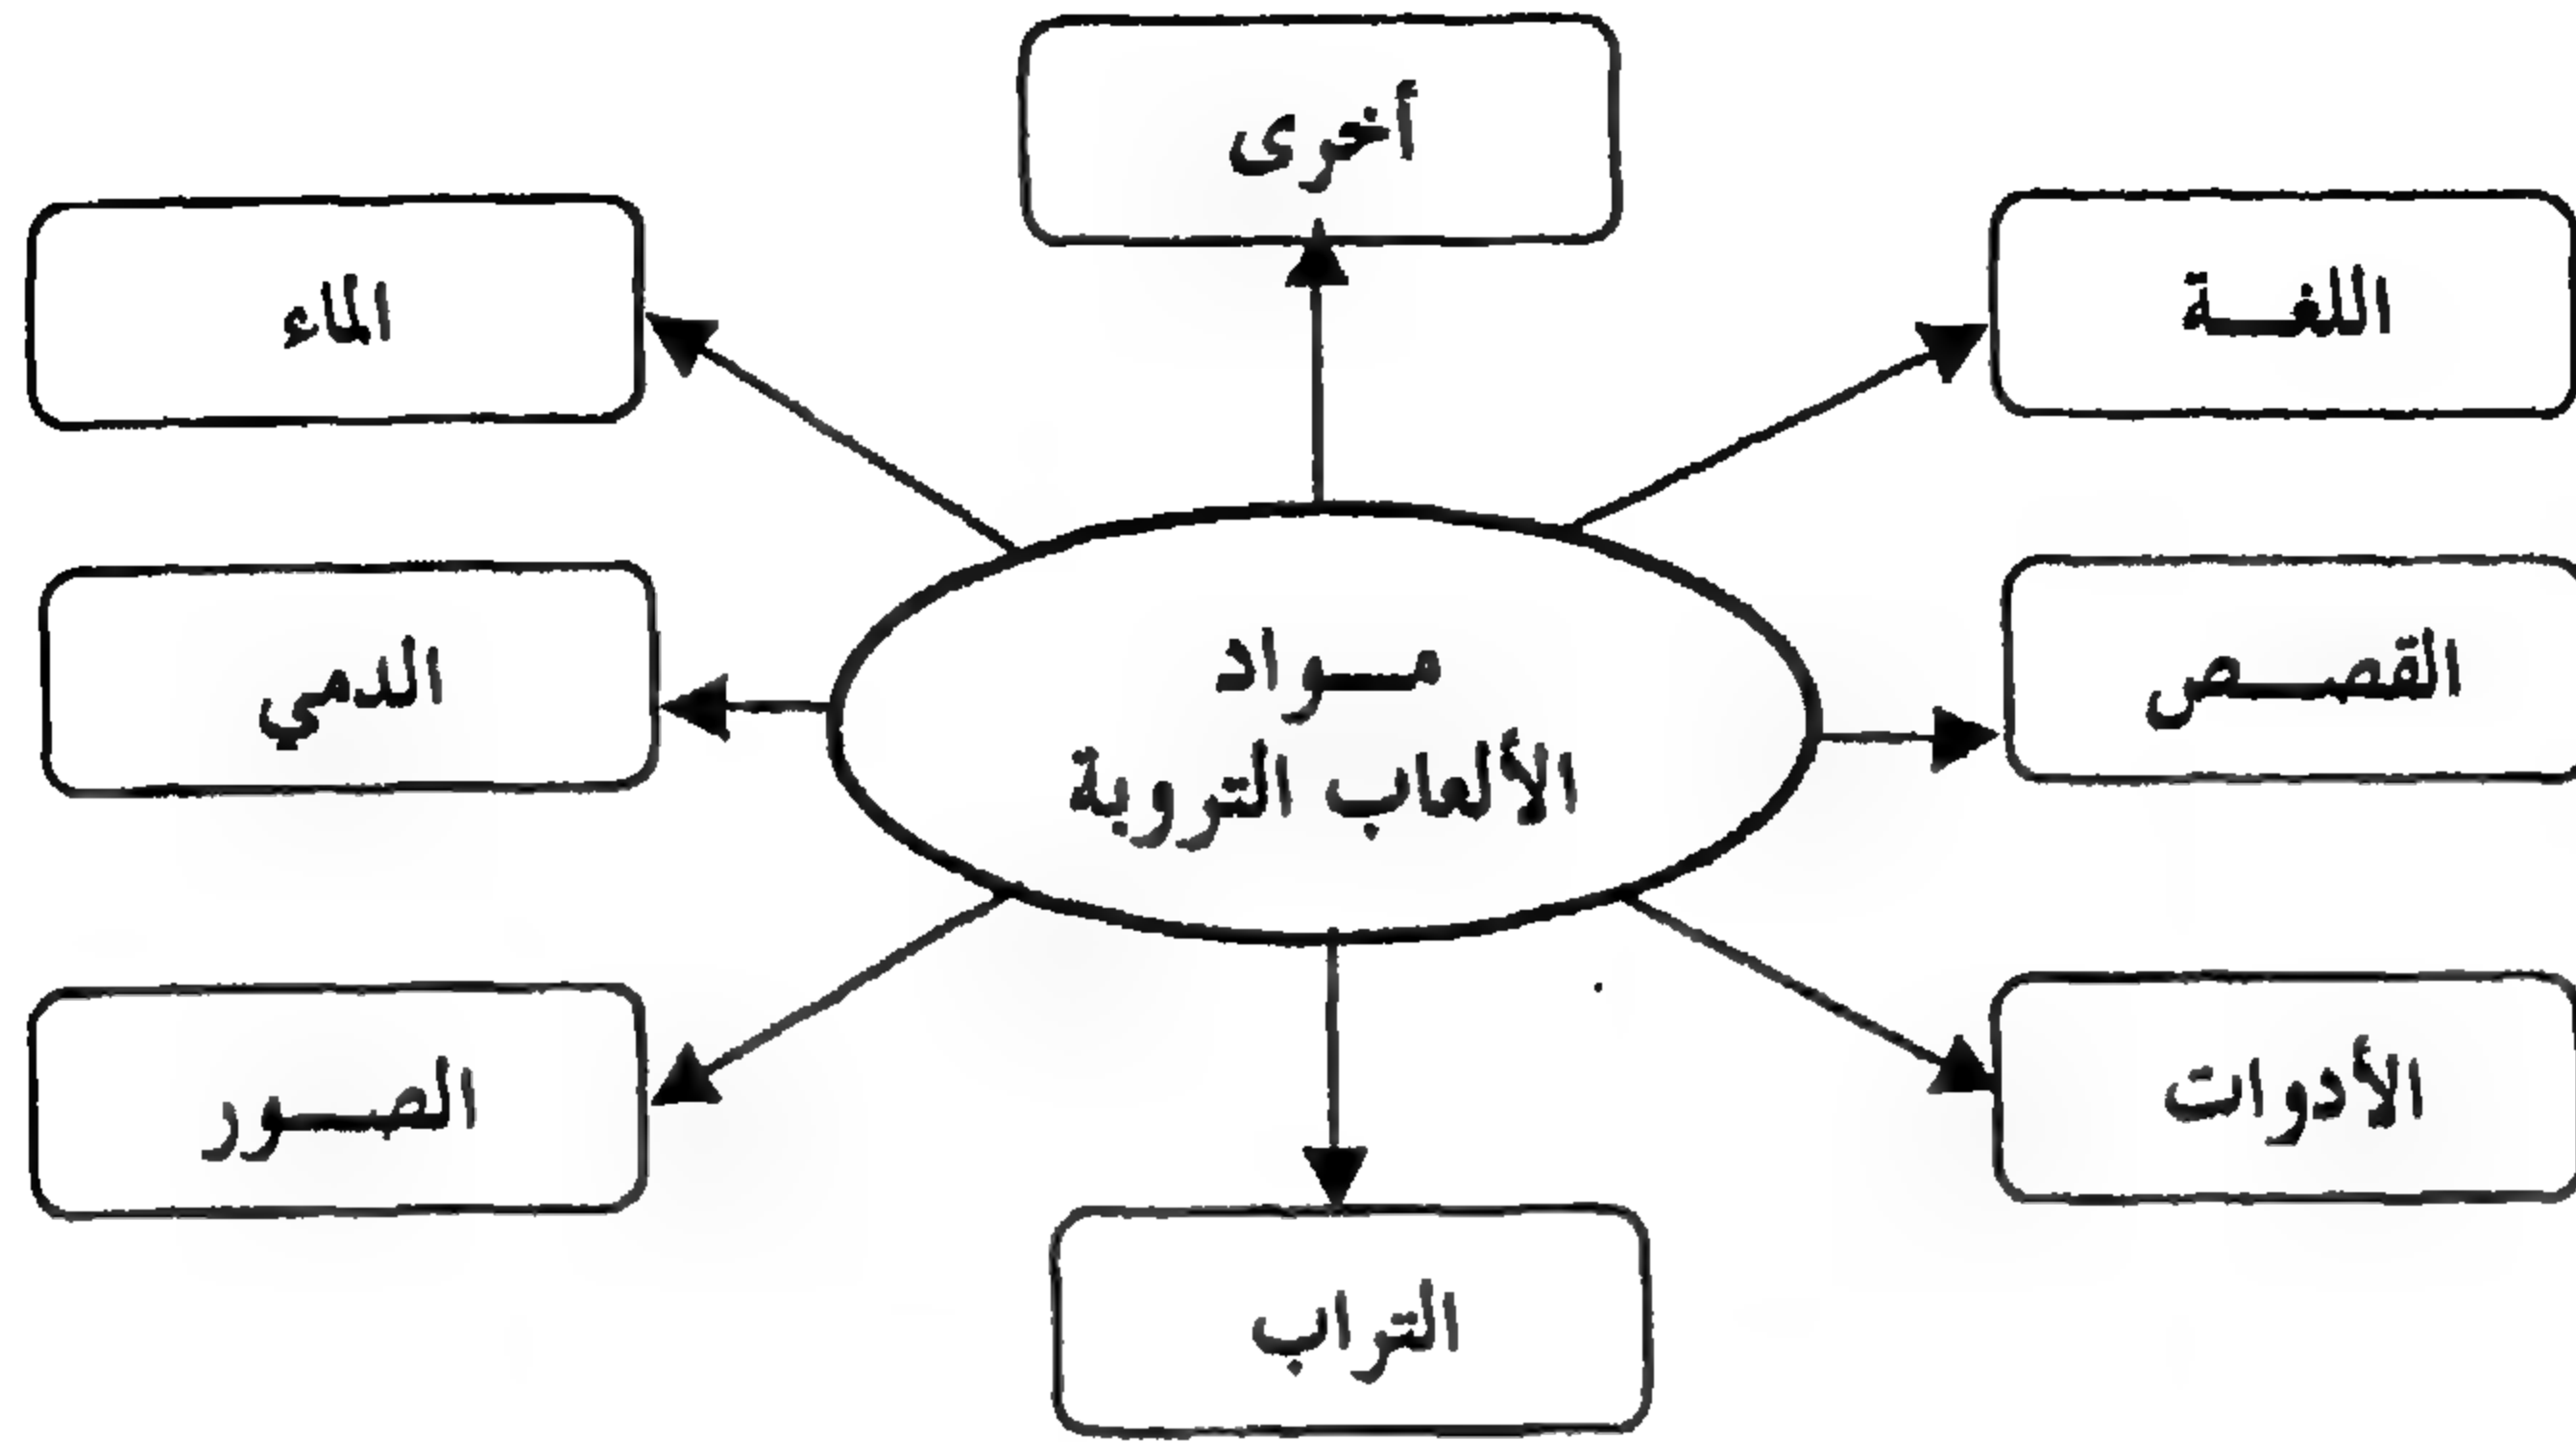 أخرى
اللغة
الماء
القصص
مواد
الألعاب التروبة
الدمي
الأدوات
الصور
التراب